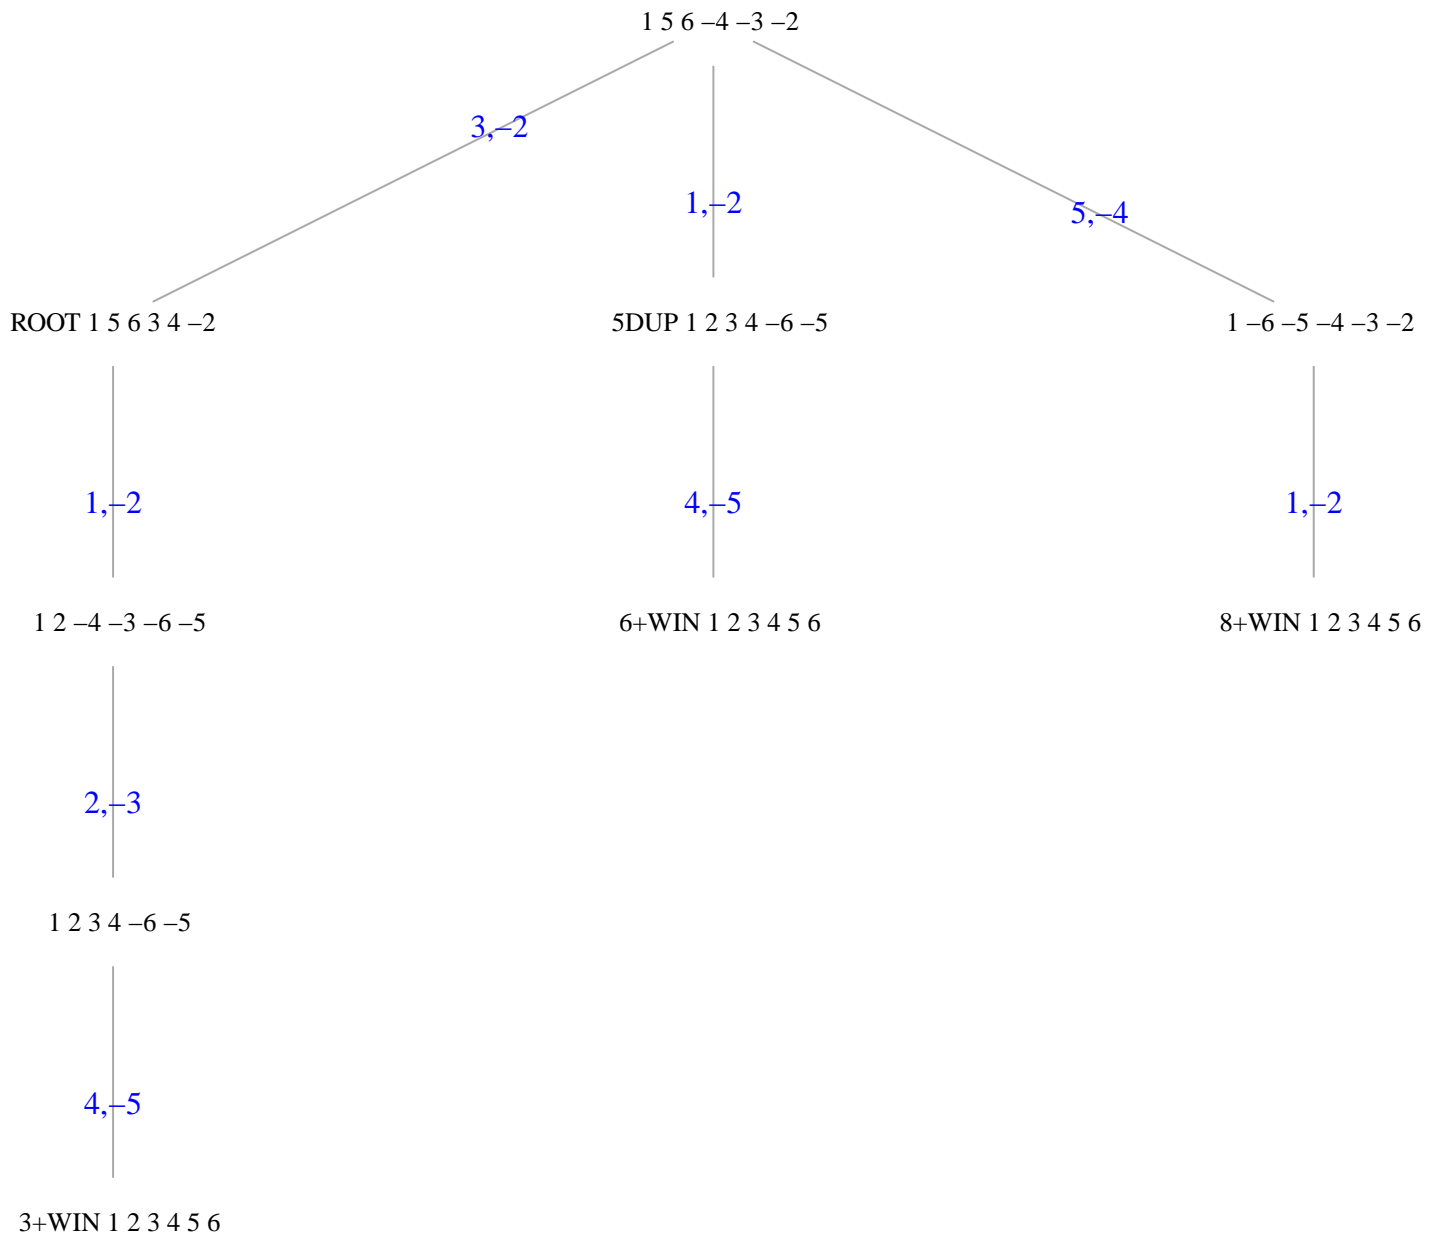 1 5 6 –4 –3 –2
3,–2
1,–2
5,–4
ROOT 1 5 6 3 4 –2
5DUP 1 2 3 4 –6 –5
1 –6 –5 –4 –3 –2
1,–2
4,–5
1,–2
1 2 –4 –3 –6 –5
6+WIN 1 2 3 4 5 6
8+WIN 1 2 3 4 5 6
2,–3
1 2 3 4 –6 –5
4,–5
3+WIN 1 2 3 4 5 6